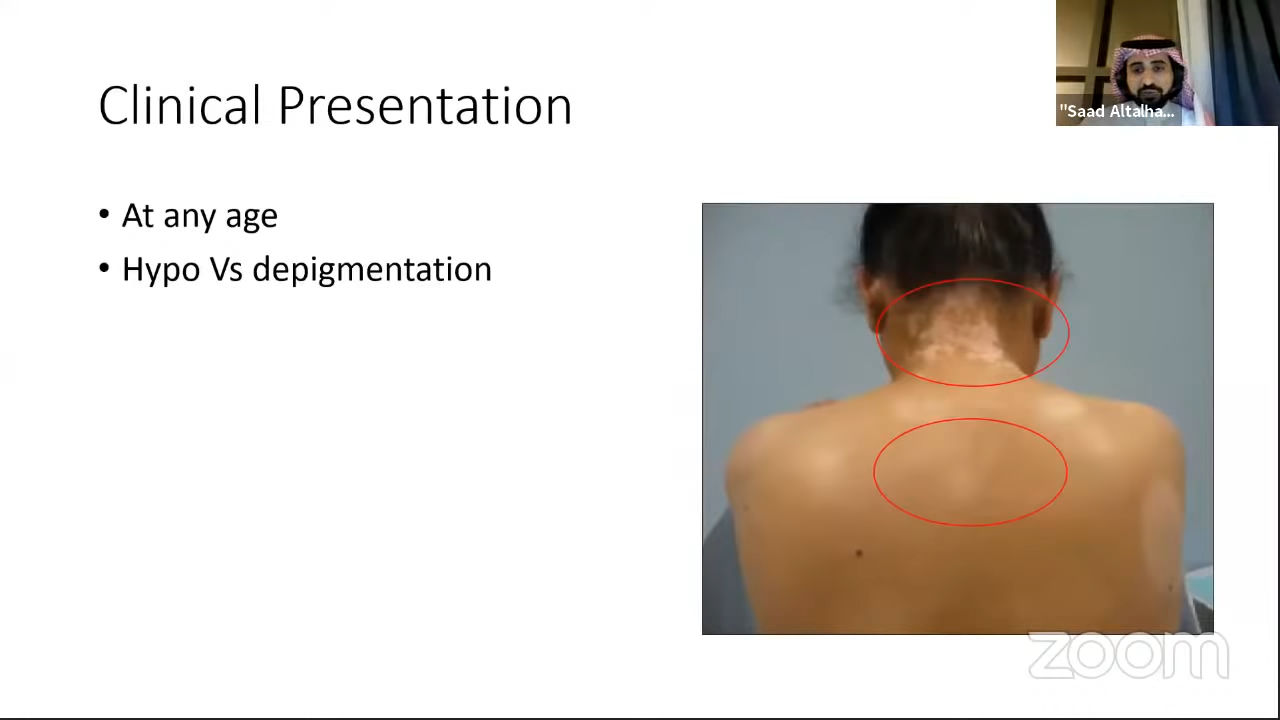 "Saad Altalha...
Clinical Presentation
• At any age
• Hypo Vs depigmentation
zoom